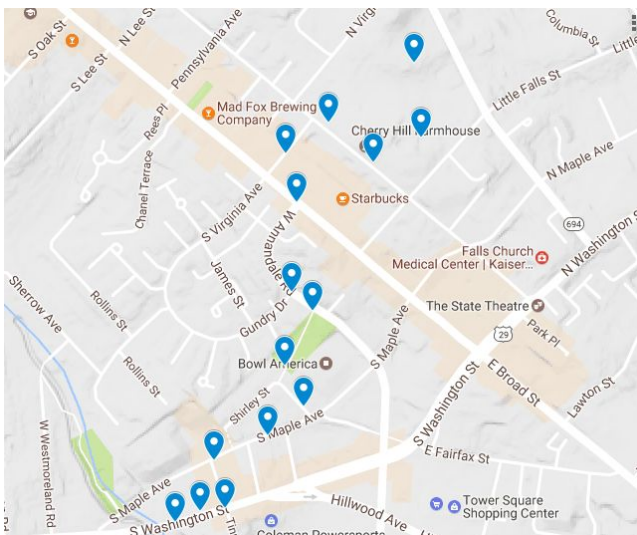 S Oak St
N Lee St
S Lee St
Pennsylvania Ave
N Virg
Columbia St
Little
Little Falls St
Rees Pl
Mad Fox Brewing
Company
Cherry Hill Farmhouse
N Maple Ave
Chanel Terrace
S Virginia Ave
Starbucks
W Annandale Rd
694
N Washington S
Falls Church
Medical Center | Kaiser...
James St
Gundry Dr
Sherrow Ave
Rollins St
The State Theatre
Park Pl
29
S Maple Ave
Bowl America
Rollins St
E Broad St
Lawton St
Shirley St
S Washington St
S Maple Ave
W Westmoreland Rd
E Fairfax St
S Maple Ave
S Washington St
Hillwood Ave
Tower Square
Shopping Center